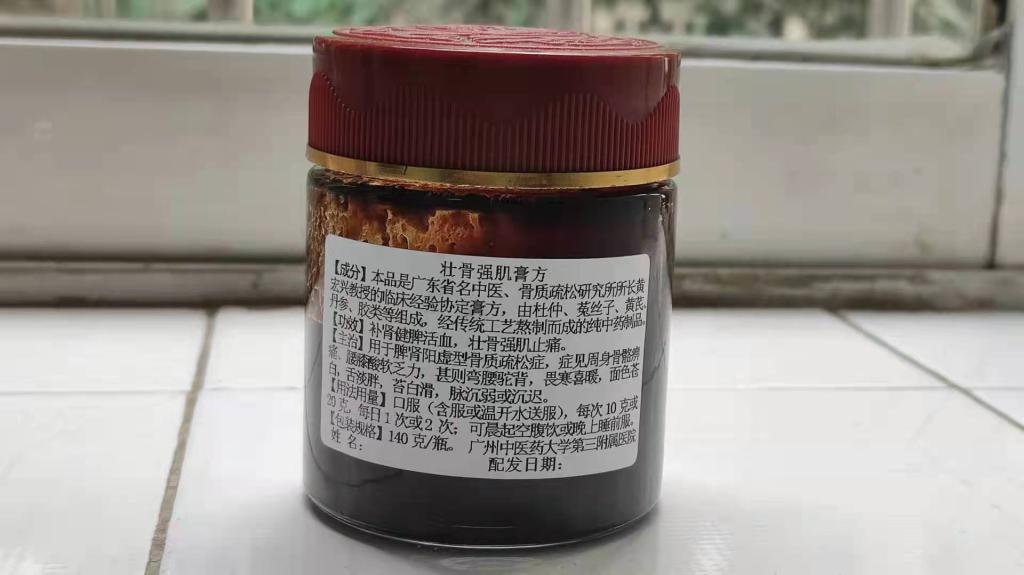 壮骨强肌膏方
【成分】本品是广东省名中医、骨质疏松研究所所长黄
宏兴教授的临床经验协定膏方，由杜仲、菟丝子、黄芪、
丹参、胶类等组成，经传统工艺熬制而成的纯中药制品。
【功效】补肾健脾活血，壮骨强肌止痛。
【主治】用于脾肾阳虚型骨质疏松症，症见周身骨骼痹
痛、腰膝酸软乏力，甚则弯腰驼背，畏寒喜暖，面色苍
白，舌淡胖，苔白滑，脉沉弱或沉迟。
【用法用量】口服（含服或温开水送服），每次10克或
20克，每日1次或2次；可晨起空腹饮或晚上睡前服。
【包装规格】140克/瓶。 广州中医药大学第三附属医院
姓名： 配发日期：